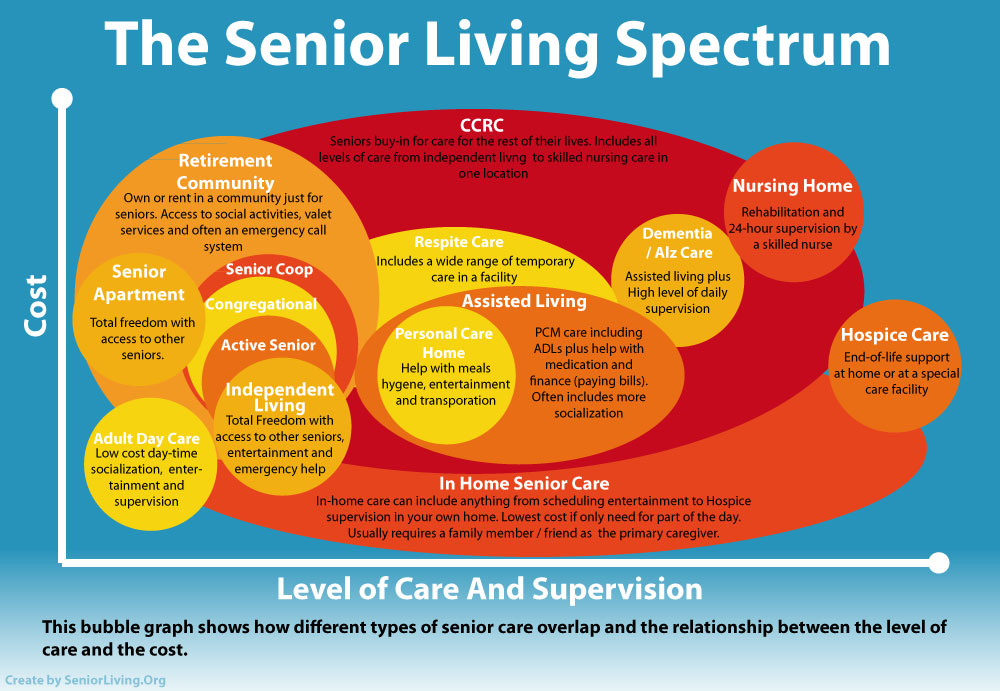 The Senior Living Spectrum
CCRC
Seniors buy-in for care for the rest of their lives. Includes all
levels of care from independent livng to skilled nursing care in
one location
Retirement
Community
Own or rent in a community just for
seniors. Access to social activities, valet
services and often an emergency call
system
Nursing Home
Rehabilitation and
24-hour supervision by
a skilled nurse
Dementia
/ Alz Care
Assisted living plus
High level of daily
supervision
Respite Care
Includes a wide range of temporary
care in a facility
Senior
Apartment
Total freedom with
access to other
seniors.
Senior Coop
Congregational
Active Senior
Independent
Living
Total Freedom with
access to other seniors,
entertainment and
emergency help
Assisted Living
Personal Care
Home
Help with meals
hygene, entertainment
and transporation
PCM care including
ADLs plus help with
medication and
finance (paying bills).
Often includes more
socialization
Hospice Care
End-of-life support
at home or at a special
care facility
Adult Day Care
Low cost day-time
socialization, enter-
tainment and
supervision
In Home Senior Care
In-home care can include anything from scheduling entertainment to Hospice
supervision in your own home. Lowest cost if only need for part of the day.
Usually requires a family member / friend as the primary caregiver.
Cost
Level of Care And Supervision
This bubble graph shows how different types of senior care overlap and the relationship between the level of
care and the cost.
Create by SeniorLiving.Org